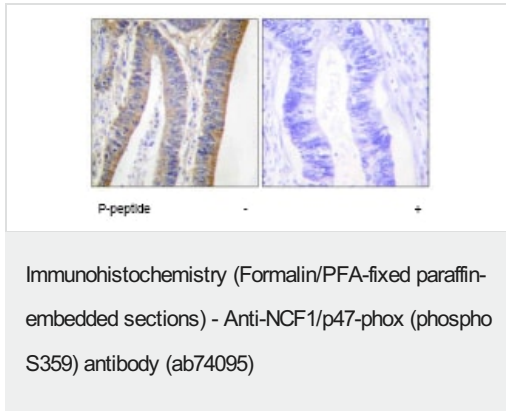 P-peptide - +
Immunohistochemistry (Formalin/PFA-fixed paraffin-
embedded sections) - Anti-NCF1/p47-phox (phospho
S359) antibody (ab74095)